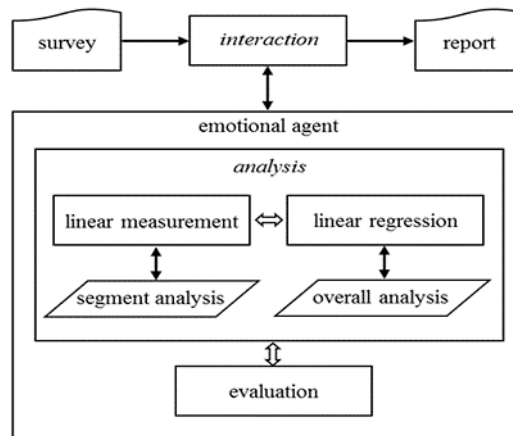 survey
interaction
report
emotional agent
analysis
linear measurement
linear regression
segment analysis
overall analysis
evaluation